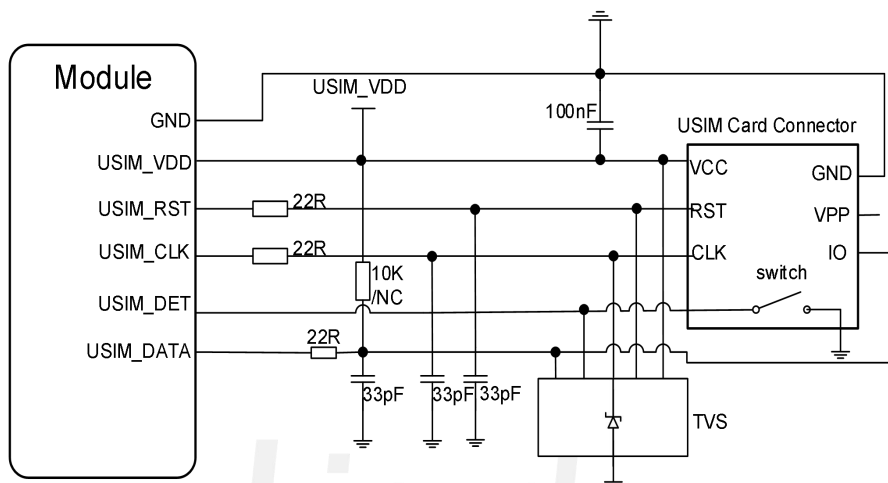 Module
USIM_VDD
GND
100nF
USIM Card Connector
USIM_VDD
VCC
GND
USIM_RST
22R
RST
VPP
USIM_CLK
22R
CLK
IO
10K
/NC
switch
USIM_DET
USIM_DATA
22R
33pF
33pF
33pF
TVS